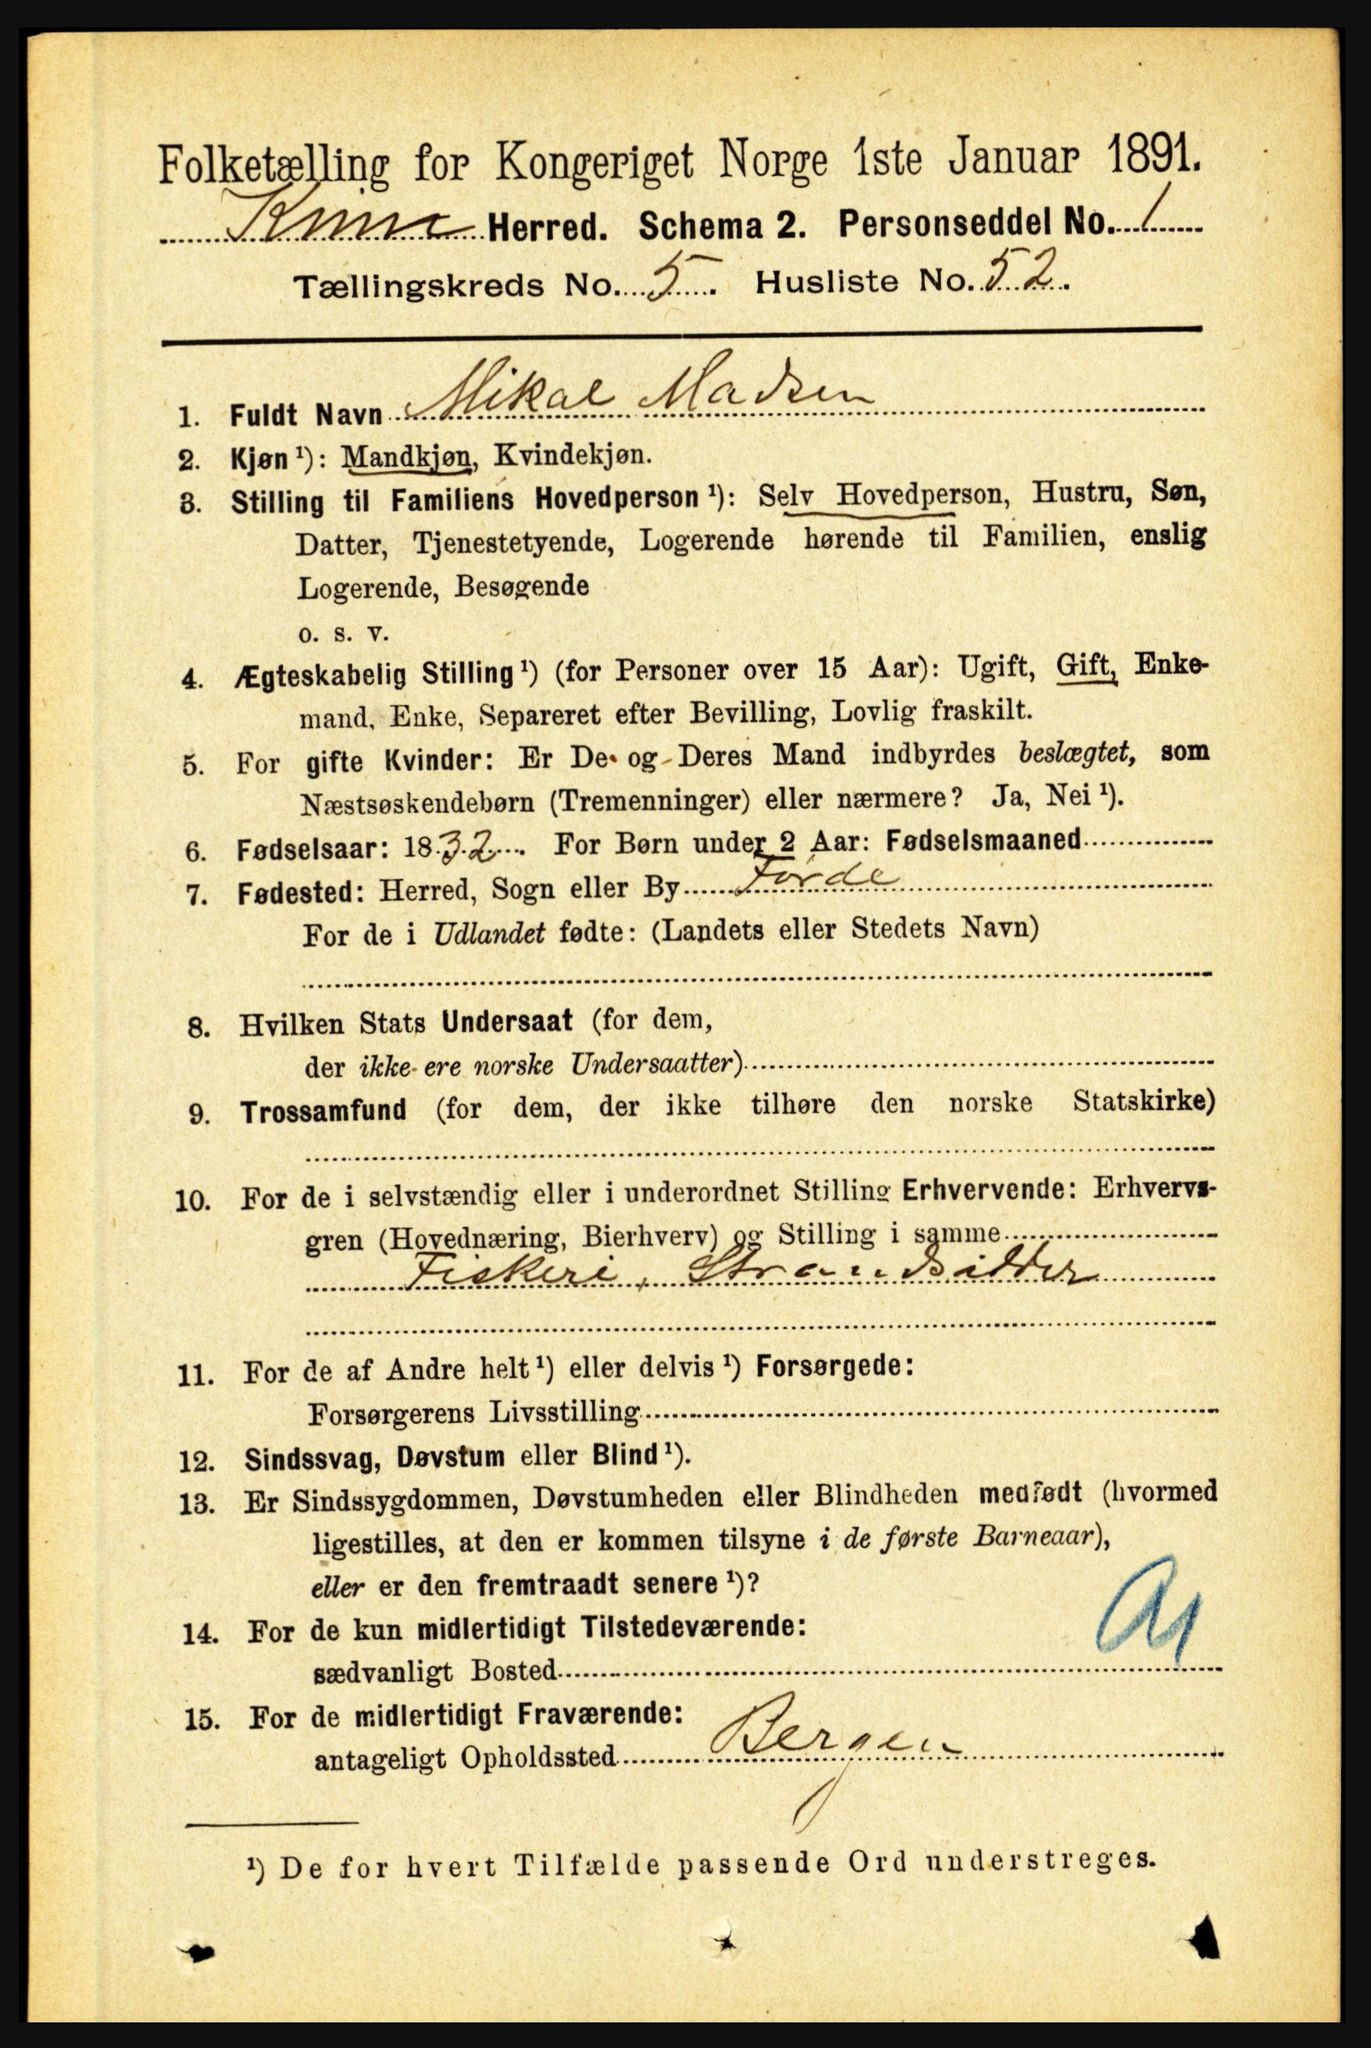 Folketælling for Kongeriget Norge 1ste Januar 1891.
Kinn Herred. Schema 2. Personseddel No. 1
Tællingskreds No. 5. Husliste No. 52.
1. Fuldt Navn Mikal Madsen
2. Kjøn ¹): Mandkjøn, Kvindekjøn.
3. Stilling til Familiens Hovedperson ¹): Selv Hovedperson, Hustru, Søn,
Datter, Tjenestetyende, Logerende hørende til Familien, enslig
Logerende, Besøgende
o. s. v.
4. Ægteskabelig Stilling ¹) (for Personer over 15 Aar): Ugift, Gift, Enke-
mand, Enke, Separeret efter Bevilling, Lovlig fraskilt.
5. For gifte Kvinder: Er De og Deres Mand indbyrdes beslægtet, som
Næstsøskendebørn (Tremenninger) eller nærmere? Ja, Nei ¹).
6. Fødselsaar: 1832. For Børn under 2 Aar: Fødselsmaaned
7. Fødested: Herred, Sogn eller By Førde
For de i Udlandet fødte: (Landets eller Stedets Navn)
8. Hvilken Stats Undersaat (for dem,
der ikke ere norske Undersaatter)
9. Trossamfund (for dem, der ikke tilhøre den norske Statskirke)
10. For de i selvstændig eller i underordnet Stilling Erhvervende: Erhvervs-
gren (Hovednæring, Bierhverv) og Stilling i samme
Fiskeri, Strandsidder
11. For de af Andre helt ¹) eller delvis ¹) Forsørgede:
Forsørgerens Livsstilling
12. Sindssvag, Døvstum eller Blind ¹).
13. Er Sindssygdommen, Døvstumheden eller Blindheden medfødt (hvormed
ligestilles, at den er kommen tilsyne i de første Barneaar),
eller er den fremtraadt senere ¹)?
14. For de kun midlertidigt Tilstedeværende:
sædvanligt Bosted
15. For de midlertidigt Fraværende:
antageligt Opholdssted Bergen
¹) De for hvert Tilfælde passende Ord understreges.